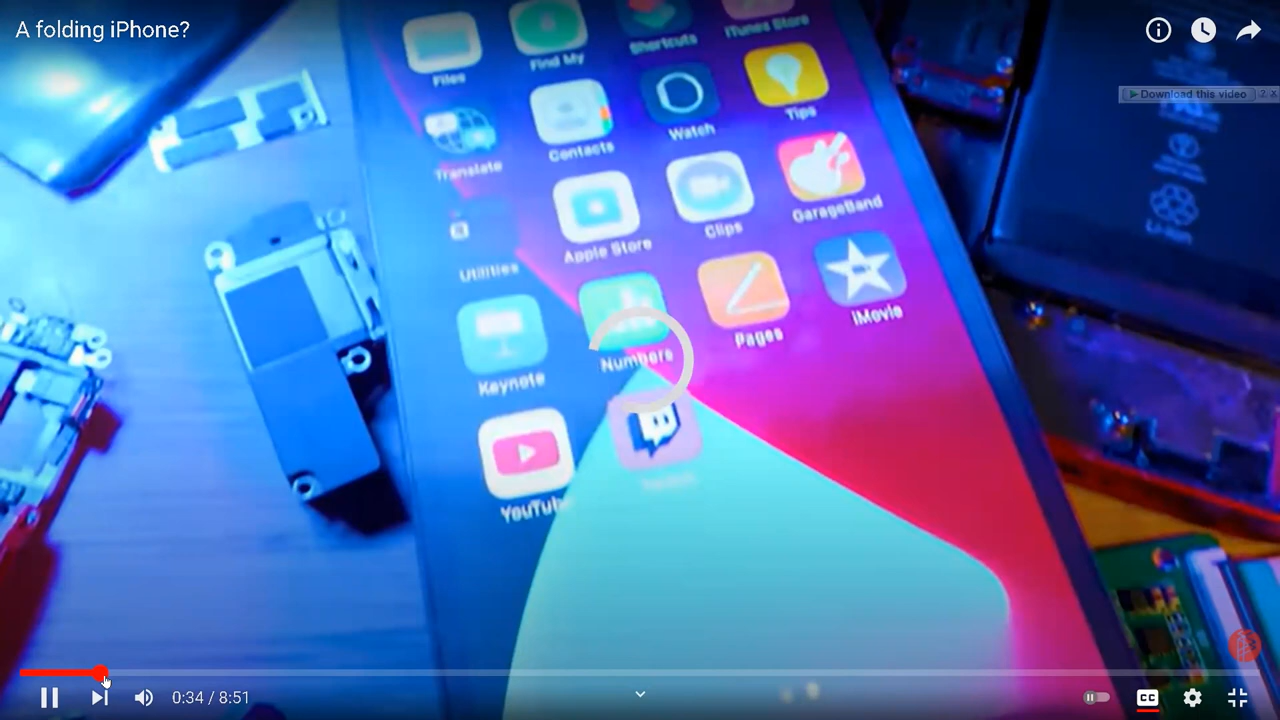 A folding iPhone?
Files
Find My
Shortcuts
iTunes Store
Download this video
? X
Translate
Contacts
Watch
Tips
Utilities
Apple Store
Clips
GarageBand
Keynote
Numbers
Pages
iMovie
YouTube
0:34 / 8:51
CC